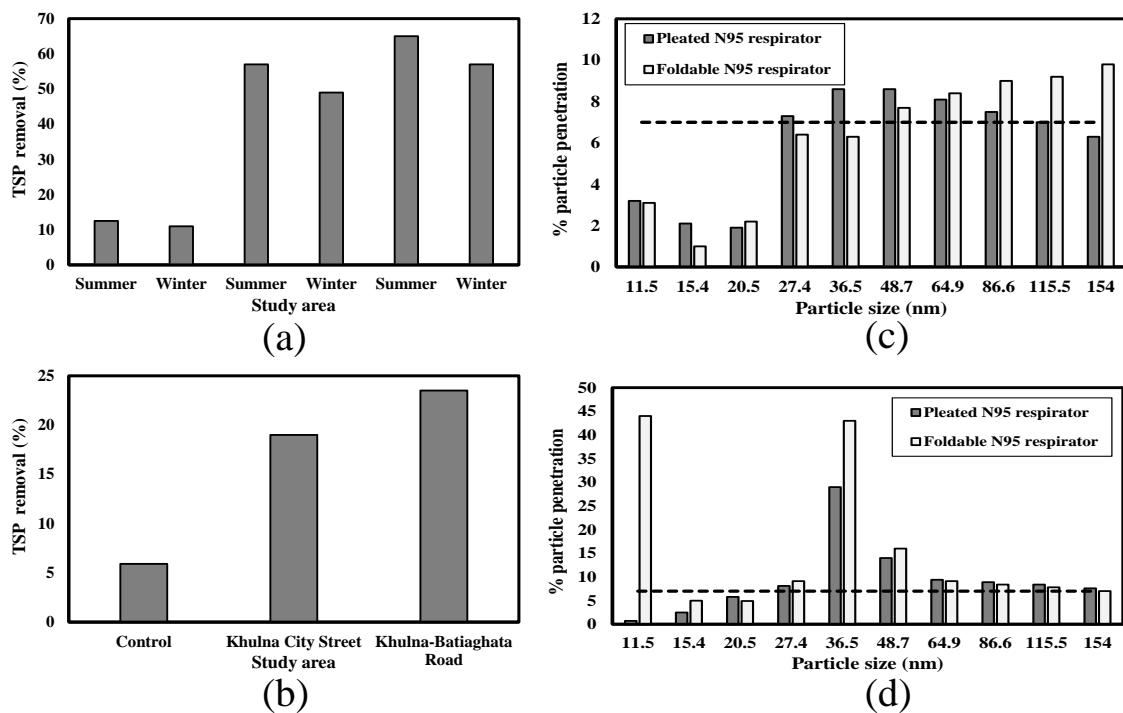 70
60
50
40
30
20
10
0
TSP removal (%)
Summer Winter Summer Winter Summer Winter
Study area
(a)
25
20
15
10
5
0
TSP removal (%)
Control Khulna City Street Khulna-Batiaghata
Road
Study area
(b)
12
10
8
6
4
2
0
% particle penetration
Pleated N95 respirator
Foldable N95 respirator
11.5 15.4 20.5 27.4 36.5 48.7 64.9 86.6 115.5 154
Particle size (nm)
(c)
50
45
40
35
30
25
20
15
10
5
0
% particle penetration
Pleated N95 respirator
Foldable N95 respirator
11.5 15.4 20.5 27.4 36.5 48.7 64.9 86.6 115.5 154
Particle size (nm)
(d)